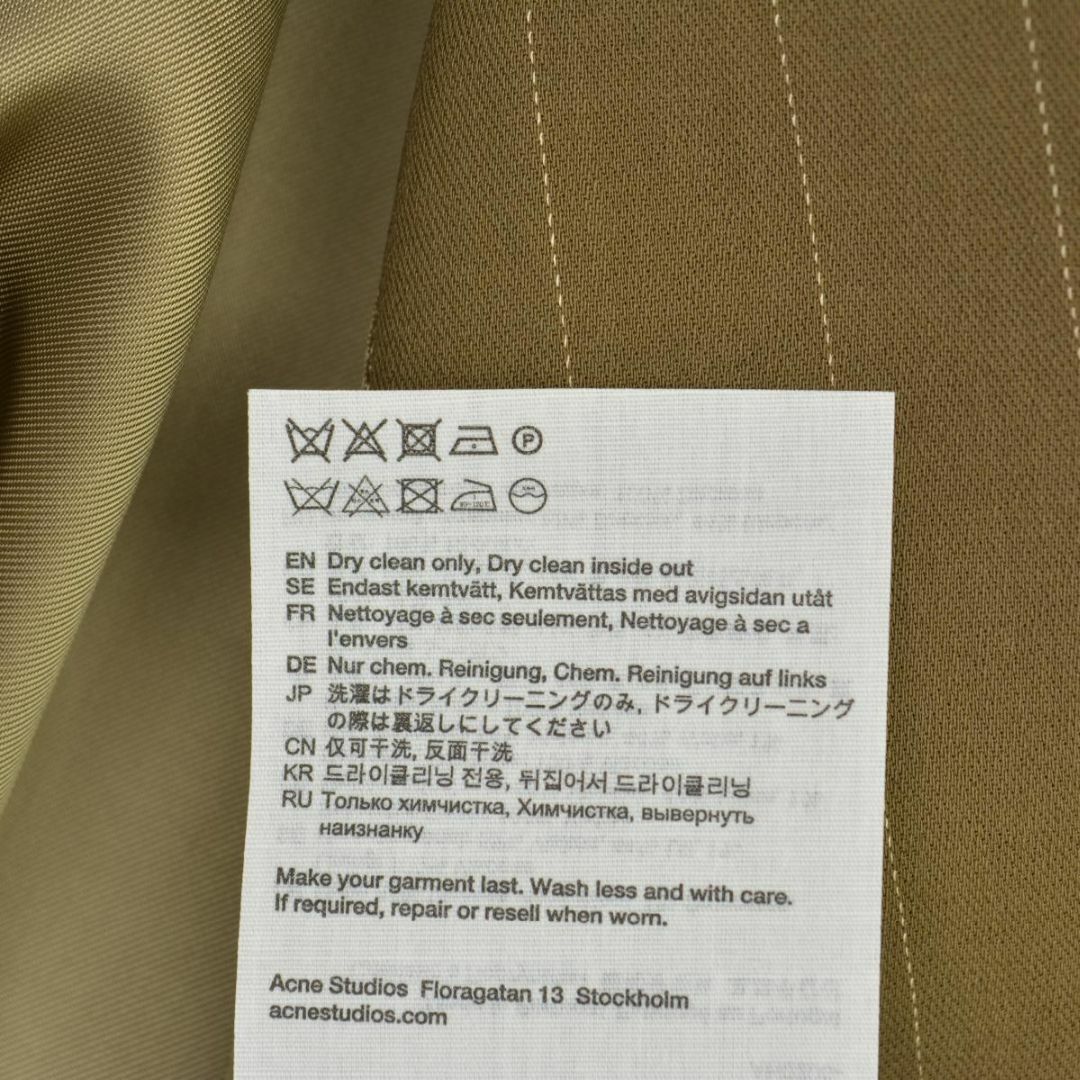 P
EN Dry clean only, Dry clean inside out
SE Endast kemtvätt, Kemtvättas med avigsidan utåt
FR Nettoyage à sec seulement, Nettoyage à sec a
l'envers
DE Nur chem. Reinigung, Chem. Reinigung auf links
JP 洗濯はドライクリーニングのみ, ドライクリーニング
の際は裏返しにしてください
CN 仅可干洗, 反面干洗
KR 드라이클리닝 전용, 뒤집어서 드라이클리닝
RU Только химчистка, Химчистка, вывернуть
наизнанку
Make your garment last. Wash less and with care.
If required, repair or resell when worn.
Acne Studios Floragatan 13 Stockholm
acnestudios.com